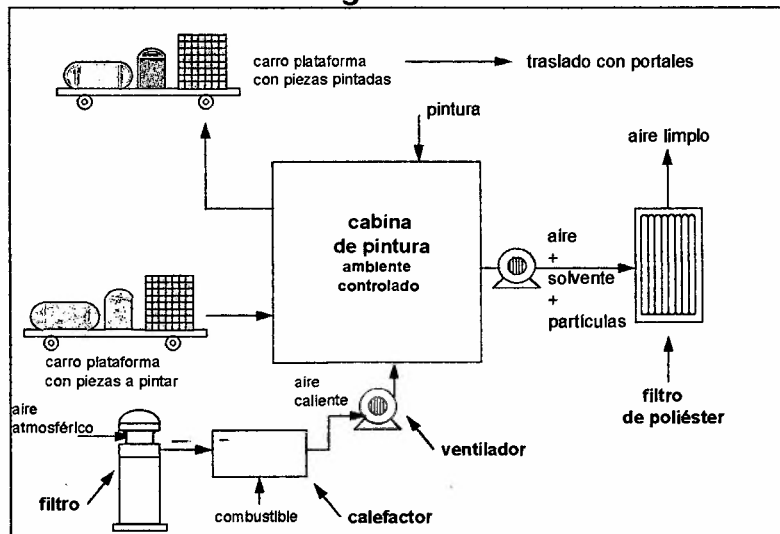 carro plataforma
con piezas pintadas
traslado con portales
pintura
aire limpio
cabina
de pintura
ambiente
controlado
aire
+
solvente
+
partículas
carro plataforma
con piezas a pintar
aire
caliente
filtro
de poliéster
aire
atmosférico
ventilador
filtro
combustible
calefactor